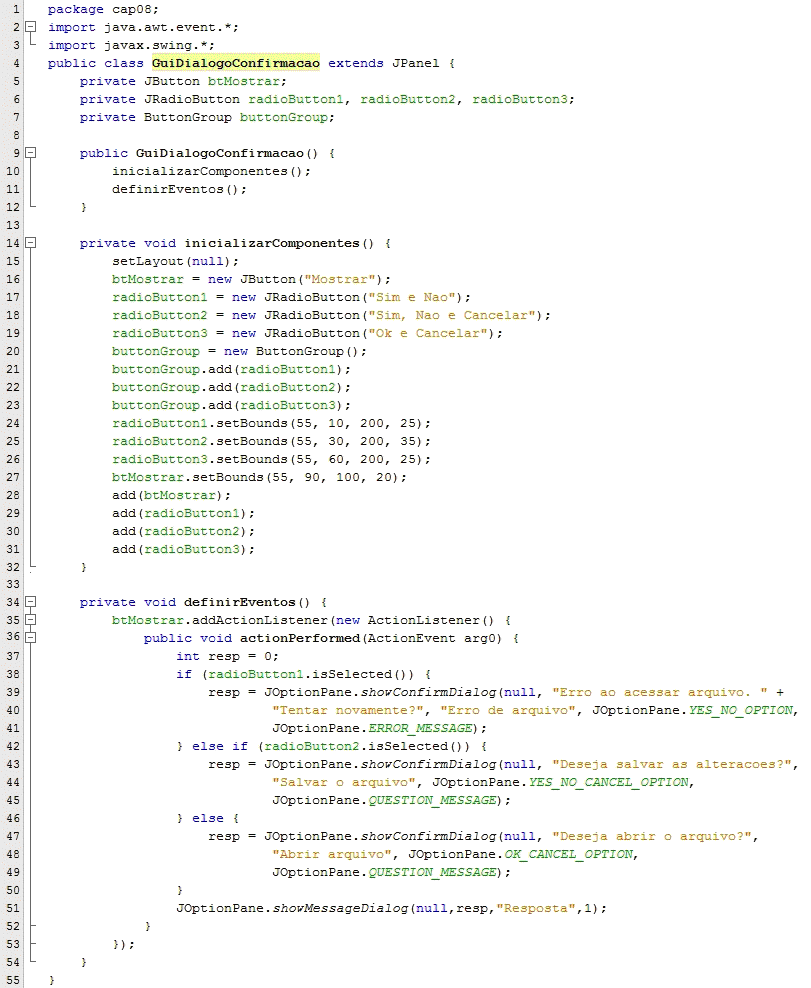 1 package cap08;
2 import java.awt.event.*;
3 import javax.swing.*;
4 public class GuiDialogoConfirmacao extends JPanel {
5     private JButton btMostrar;
6     private JRadioButton radioButton1, radioButton2, radioButton3;
7     private ButtonGroup buttonGroup;
8
9     public GuiDialogoConfirmacao() {
10         inicializarComponentes();
11         definirEventos();
12     }
13
14     private void inicializarComponentes() {
15         setLayout(null);
16         btMostrar = new JButton("Mostrar");
17         radioButton1 = new JRadioButton("Sim e Nao");
18         radioButton2 = new JRadioButton("Sim, Nao e Cancelar");
19         radioButton3 = new JRadioButton("Ok e Cancelar");
20         buttonGroup = new ButtonGroup();
21         buttonGroup.add(radioButton1);
22         buttonGroup.add(radioButton2);
23         buttonGroup.add(radioButton3);
24         radioButton1.setBounds(55, 10, 200, 25);
25         radioButton2.setBounds(55, 30, 200, 35);
26         radioButton3.setBounds(55, 60, 200, 25);
27         btMostrar.setBounds(55, 90, 100, 20);
28         add(btMostrar);
29         add(radioButton1);
30         add(radioButton2);
31         add(radioButton3);
32     }
33
34     private void definirEventos() {
35         btMostrar.addActionListener(new ActionListener() {
36             public void actionPerformed(ActionEvent arg0) {
37                 int resp = 0;
38                 if (radioButton1.isSelected()) {
39                     resp = JOptionPane.showConfirmDialog(null, "Erro ao acessar arquivo. " +
40                             "Tentar novamente?", "Erro de arquivo", JOptionPane.YES_NO_OPTION,
41                             JOptionPane.ERROR_MESSAGE);
42                 } else if (radioButton2.isSelected()) {
43                     resp = JOptionPane.showConfirmDialog(null, "Deseja salvar as alteracoes?",
44                             "Salvar o arquivo", JOptionPane.YES_NO_CANCEL_OPTION,
45                             JOptionPane.QUESTION_MESSAGE);
46                 } else {
47                     resp = JOptionPane.showConfirmDialog(null, "Deseja abrir o arquivo?",
48                             "Abrir arquivo", JOptionPane.OK_CANCEL_OPTION,
49                             JOptionPane.QUESTION_MESSAGE);
50                 }
51                 JOptionPane.showMessageDialog(null,resp,"Resposta",1);
52             }
53         });
54     }
55 }